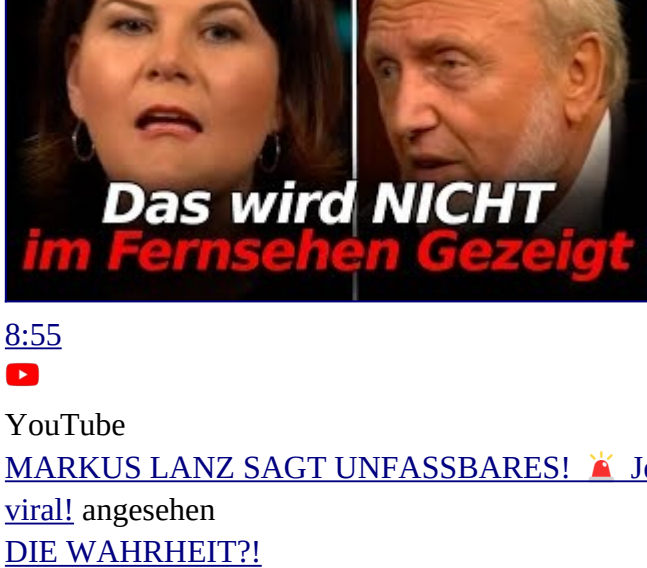 Das wird NICHT
im Fernsehen Gezeigt
8:55
YouTube
MARKUS LANZ SAGT UNFASSBARES! 🚨
viral! angesehen
DIE WAHRHEIT?!